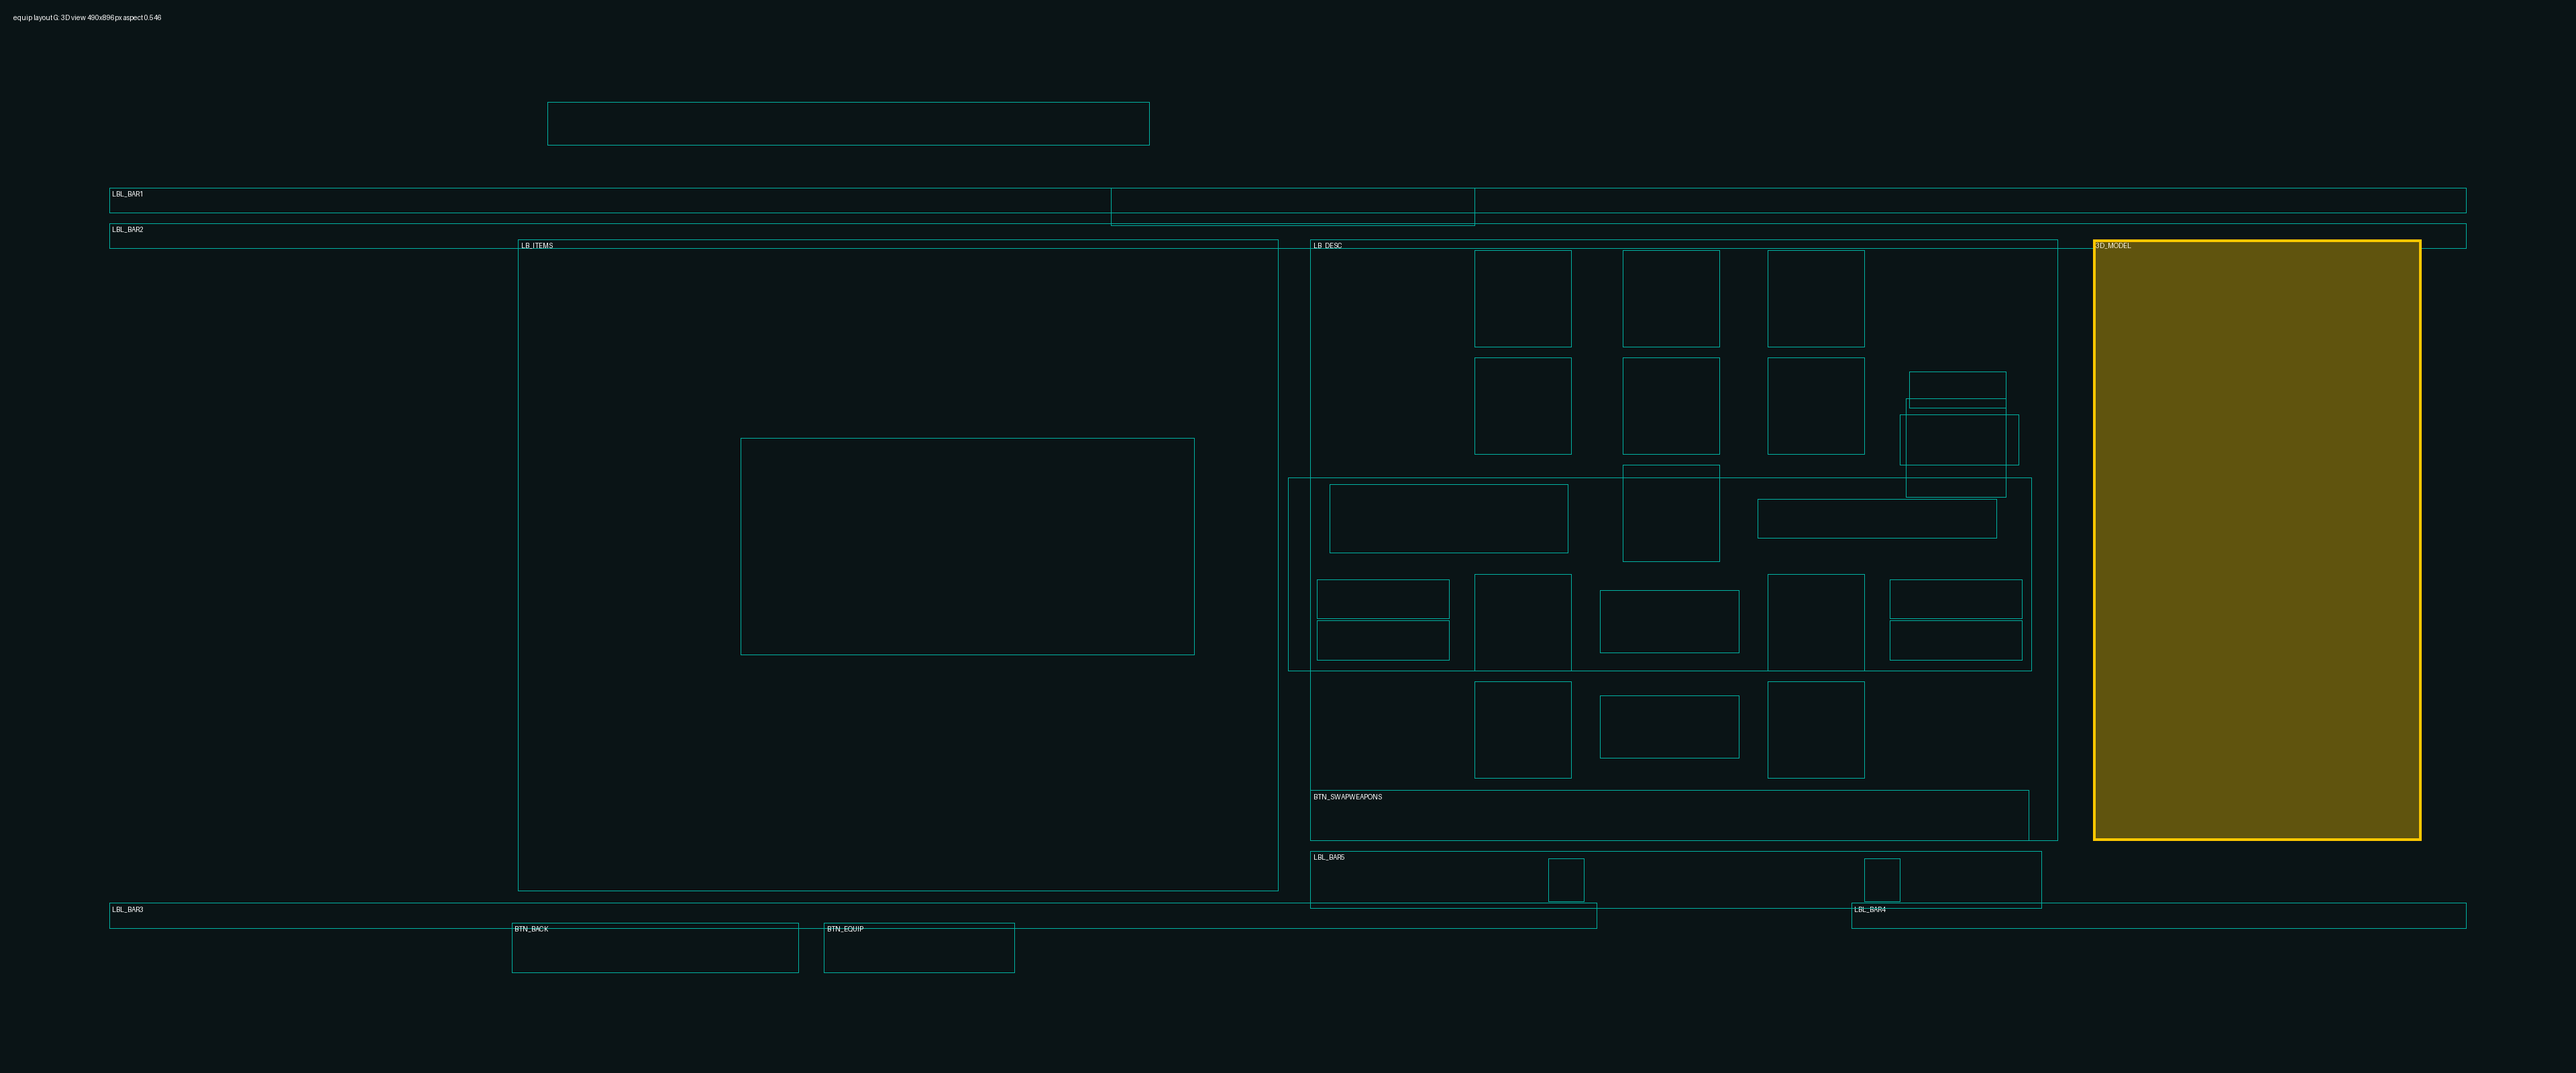 equip layout G: 3D view 490x896px aspect 0.546
LBL_BAR1
LBL_BAR2
LB_ITEMS
LB_DESC
3D_MODEL
BTN_SWAPWEAPONS
LBL_BAR5
LBL_BAR3
LBL_BAR4
BTN_BACK
BTN_EQUIP